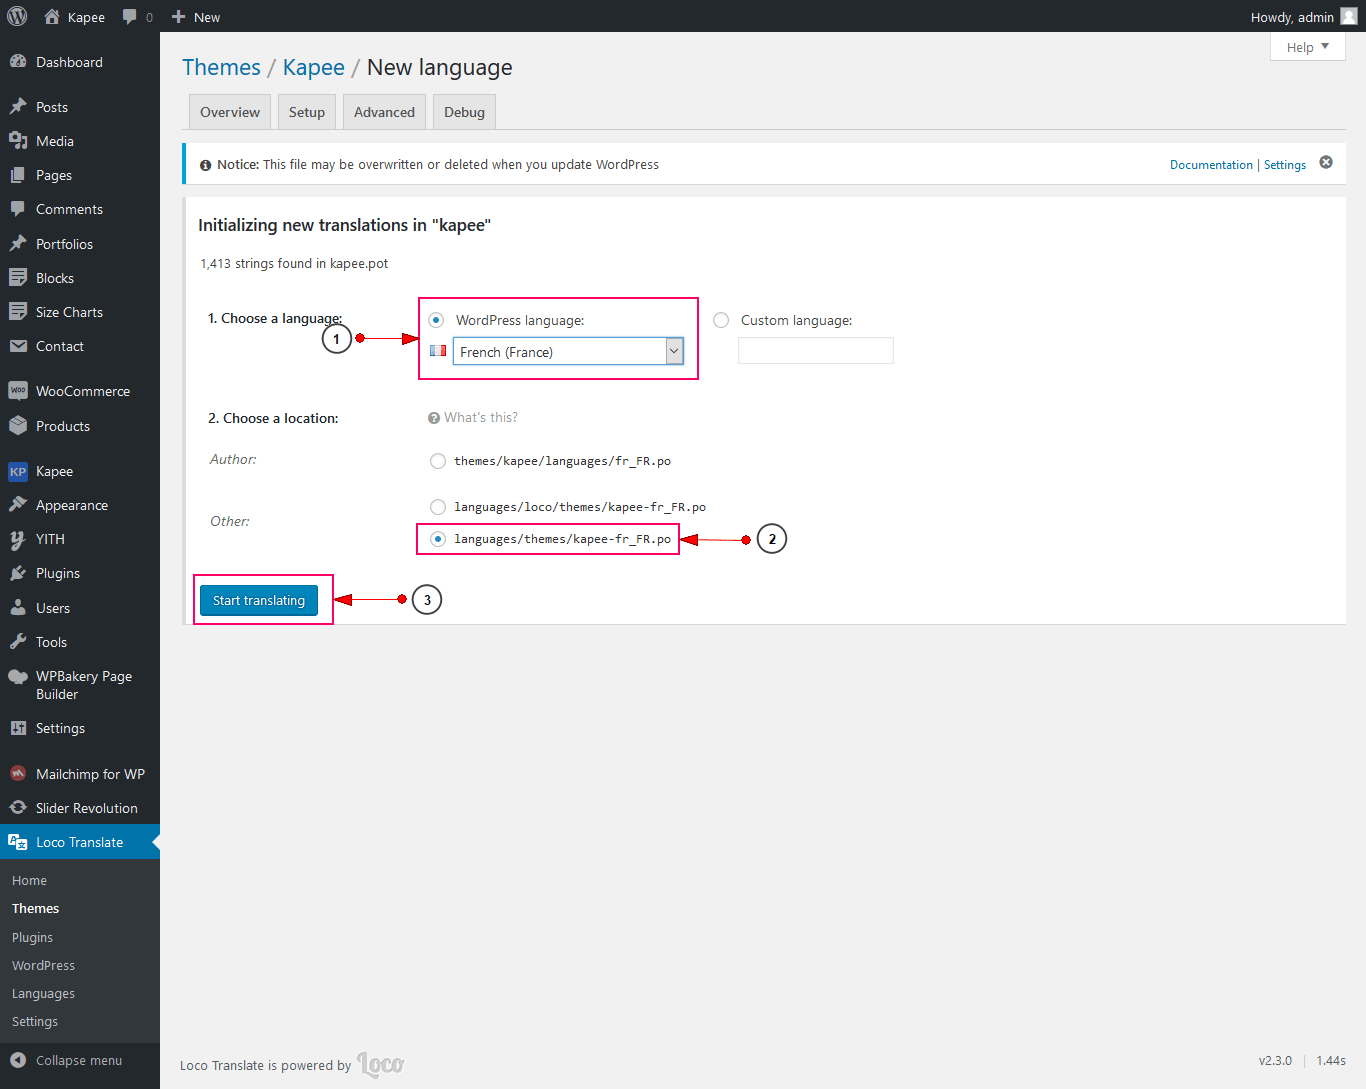 Kapee
0
New
Howdy, admin
Help
Dashboard
Posts
Media
Pages
Comments
Portfolios
Blocks
Size Charts
Contact
WooCommerce
Products
KP Kapee
Appearance
YITH
Plugins
Users
Tools
WPBakery Page
Builder
Settings
Mailchimp for WP
Slider Revolution
Loco Translate
Home
Themes
Plugins
WordPress
Languages
Settings
Collapse menu
Themes / Kapee / New language
Overview
Setup
Advanced
Debug
Notice: This file may be overwritten or deleted when you update WordPress
Documentation | Settings
Initializing new translations in "kapee"
1,413 strings found in kapee.pot
1. Choose a language:
1
WordPress language:
French (France)
Custom language:
2. Choose a location:
What's this?
Author:
themes/kapee/languages/fr_FR.po
Other:
languages/loco/themes/kapee-fr_FR.po
languages/themes/kapee-fr_FR.po
2
Start translating
3
Loco Translate is powered by Loco
v2.3.0 | 1.44s